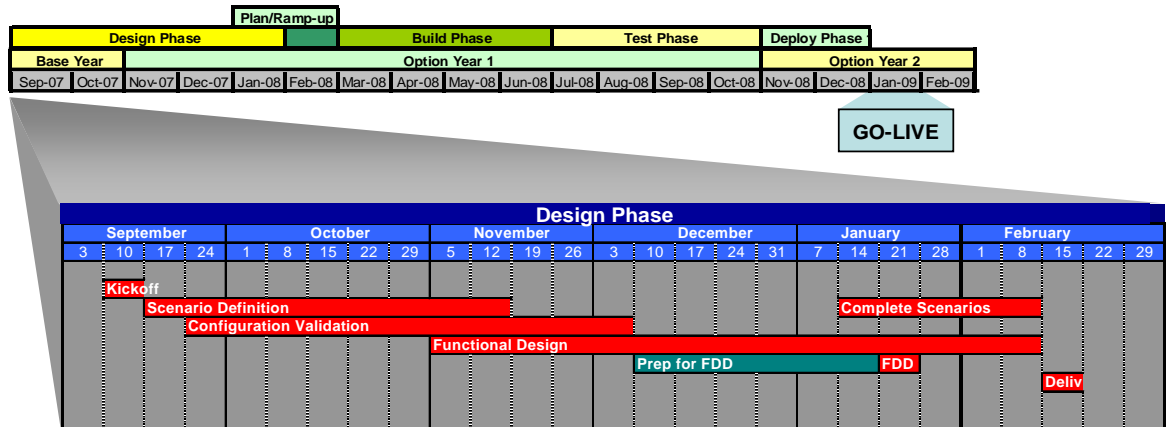 Plan/Ramp-up
Design Phase Build Phase Test Phase Deploy Phase
Base Year Option Year 1 Option Year 2
Sep-07 Oct-07 Nov-07 Dec-07 Jan-08 Feb-08 Mar-08 Apr-08 May-08 Jun-08 Jul-08 Aug-08 Sep-08 Oct-08 Nov-08 Dec-08 Jan-09 Feb-09
GO-LIVE
Design Phase
September October November December January February
3 10 17 24 1 8 15 22 29 5 12 19 26 3 10 17 24 31 7 14 21 28 1 8 15 22 29
Kickoff
Scenario Definition Complete Scenarios
Configuration Validation
Functional Design
Prep for FDD FDD
Deliv